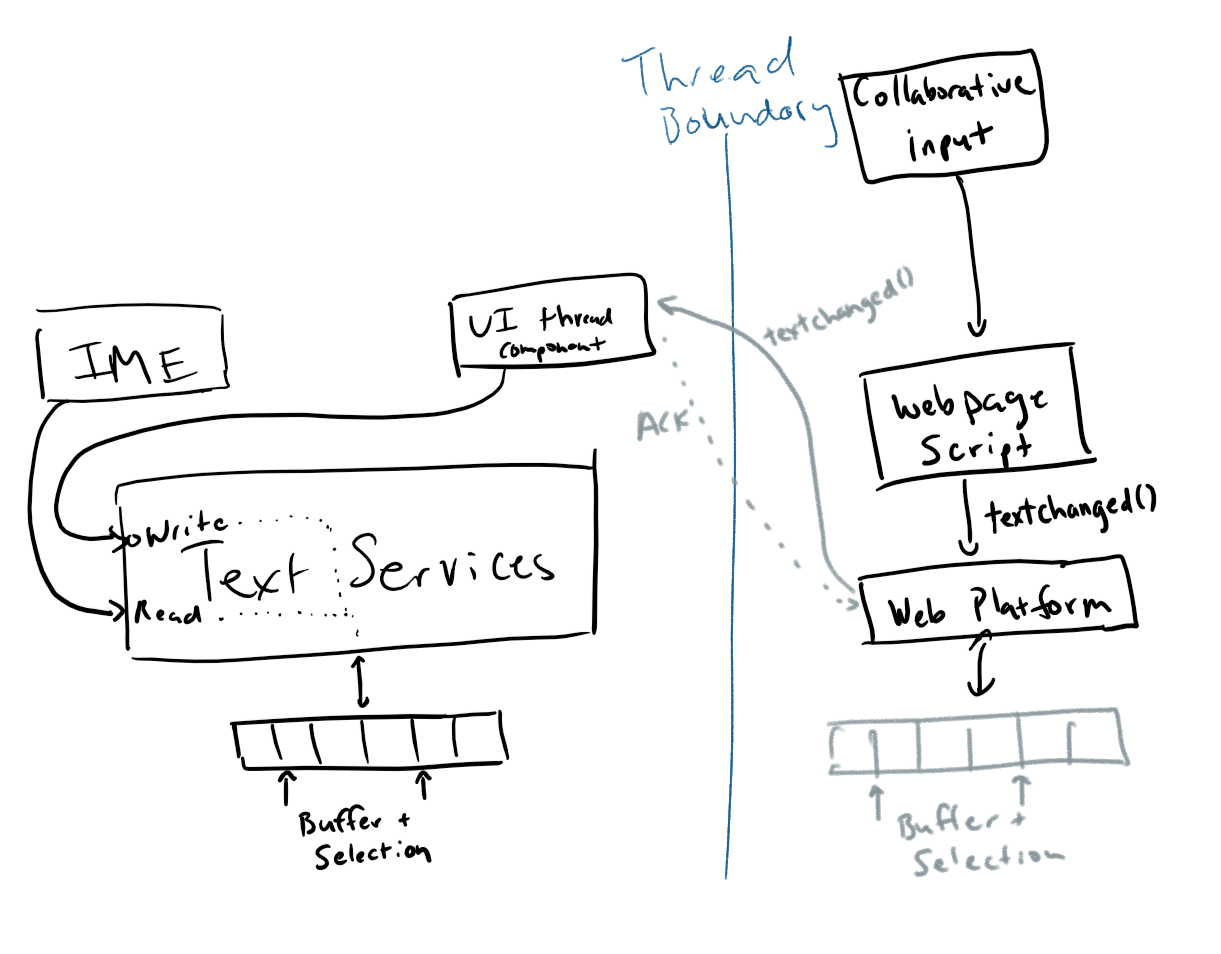 Thread
Boundory
Collaborative
input
IME
UI thread
component
textchanged()
ACK
Webpage
Script
textchanged()
Write
Text Services
Read
Web Platform
Buffer +
Selection
Buffer +
Selection